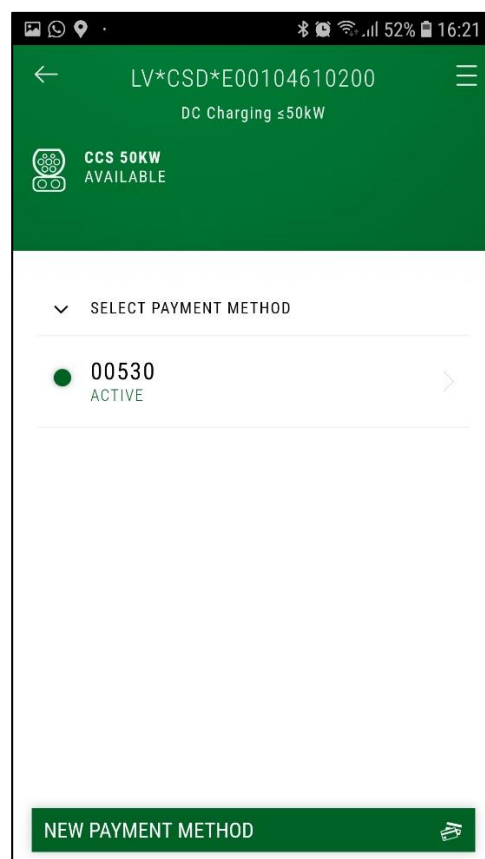 52% 16:21
LV*CSD*E00104610200
DC Charging ≤50kW
CCS 50KW
AVAILABLE
SELECT PAYMENT METHOD
00530
ACTIVE
NEW PAYMENT METHOD